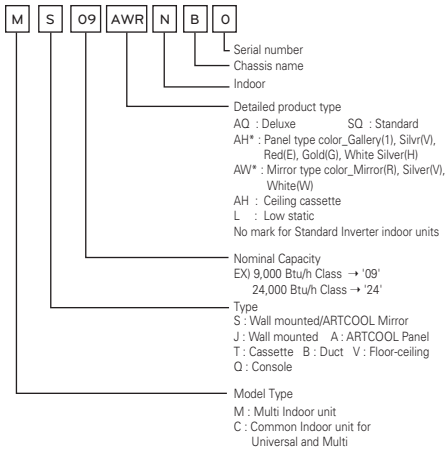 M S 09 AWR N B 0
Serial number
Chassis name
Indoor
Detailed product type
AQ : Deluxe SQ : Standard
AH* : Panel type color_Gallery(1), Silvr(V),
Red(E), Gold(G), White Silver(H)
AW* : Mirror type color_Mirror(R), Silver(V),
White(W)
AH : Ceiling cassette
L : Low static
No mark for Standard Inverter indoor units
Nominal Capacity
EX) 9,000 Btu/h Class → '09'
24,000 Btu/h Class → '24'
Type
S : Wall mounted/ARTCOOL Mirror
J : Wall mounted A : ARTCOOL Panel
T : Cassette B : Duct V : Floor-ceiling
Q : Console
Model Type
M : Multi Indoor unit
C : Common Indoor unit for
Universal and Multi